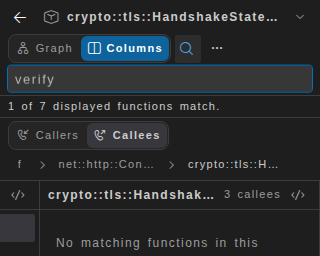 crypto::tls::HandshakeState…
Graph Columns ···
verify
1 of 7 displayed functions match.
Callers Callees
f net::http::Con… crypto::tls::H…
crypto::tls::Handshak… 3 callees
No matching functions in this